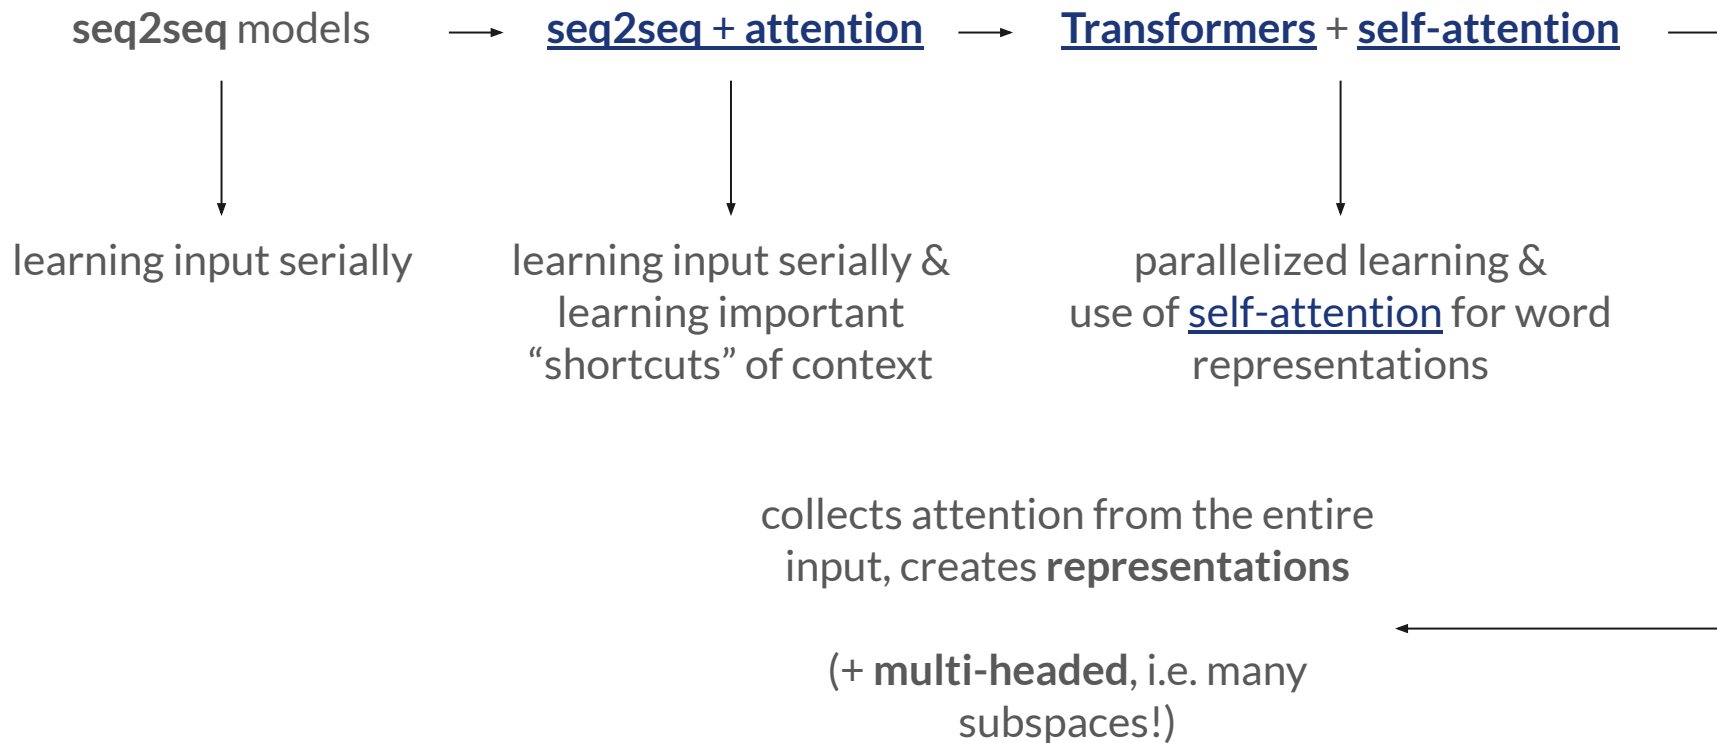 seq2seq models
seq2seq + attention
Transformers + self-attention
learning input serially
learning input serially &
learning important
“shortcuts” of context
parallelized learning &
use of self-attention for word
representations
collects attention from the entire
input, creates representations
(+ multi-headed, i.e. many
subspaces!)